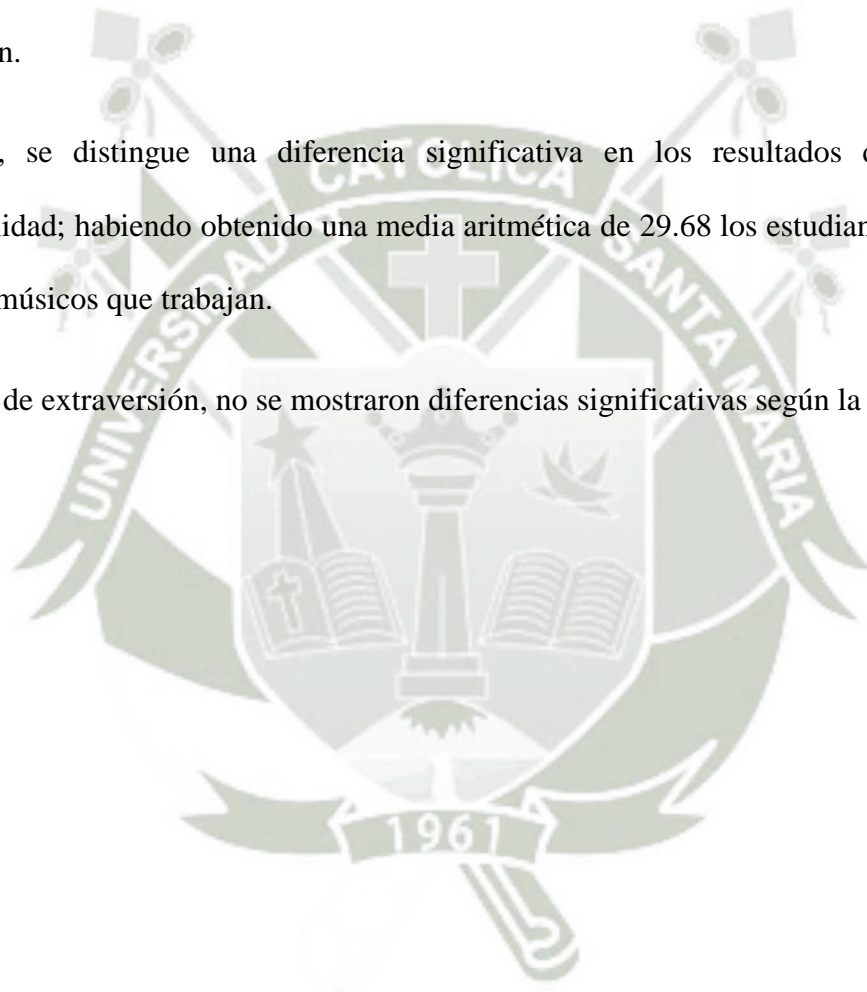 n.
, se distingue una diferencia significativa en los resultados
lidad; habiendo obtenido una media aritmética de 29.68 los estudian
músicos que trabajan.
de extraversión, no se mostraron diferencias significativas según la
UNIVERSIDAD CATOLICA SANTA MARIA
1961